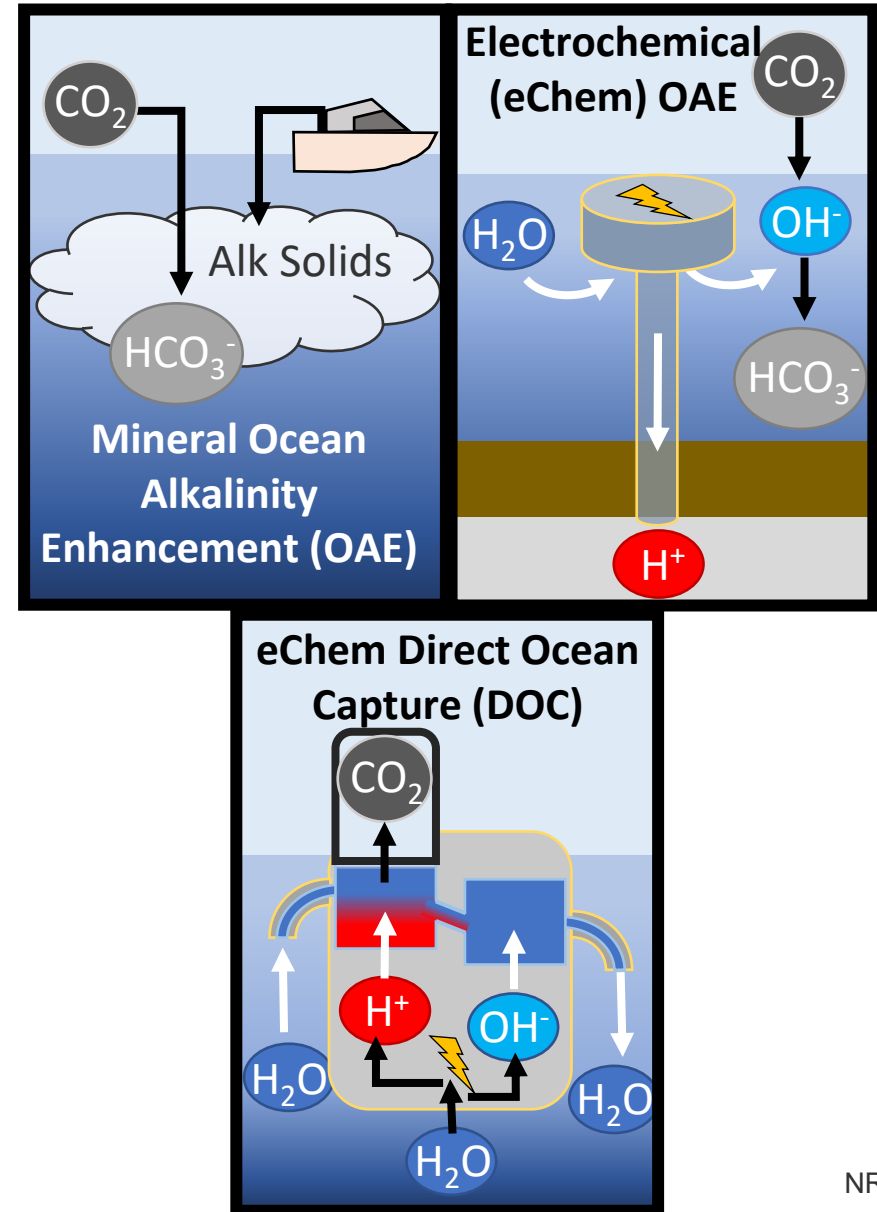 CO₂
Alk Solids
HCO₃⁻
Mineral Ocean
Alkalinity
Enhancement (OAE)
Electrochemical
(eChem) OAE
CO₂
H₂O
OH⁻
HCO₃⁻
H⁺
eChem Direct Ocean
Capture (DOC)
CO₂
H⁺
OH⁻
H₂O
H₂O
H₂O
NR